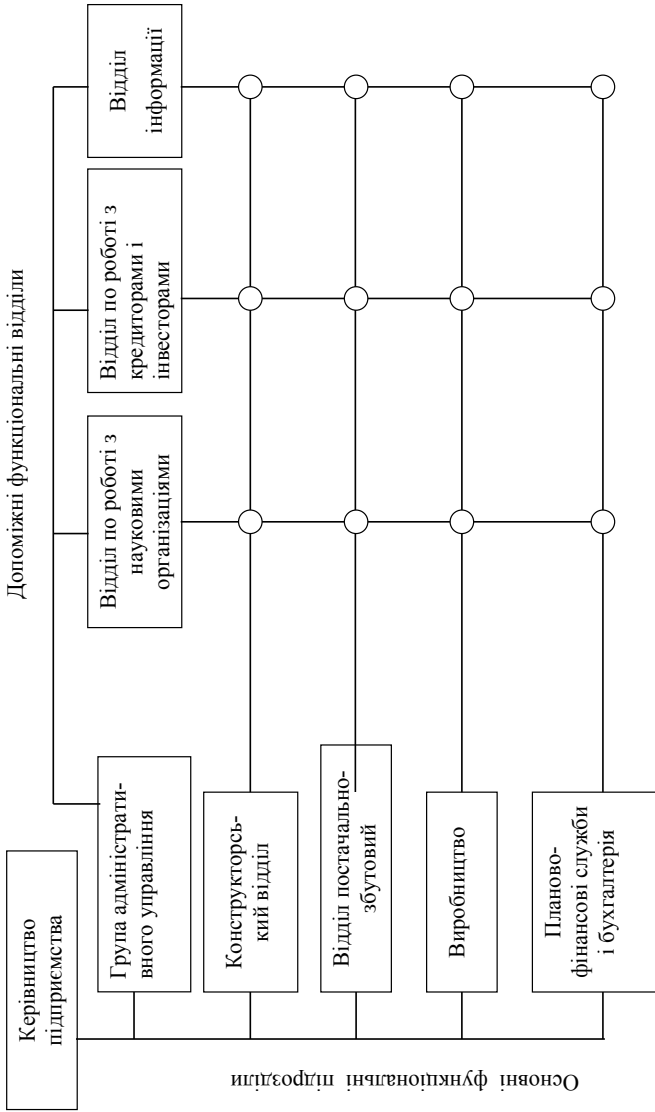 Керівництво
підприємства
Допоміжні функціональні відділи
Група адміністрати-
вного управління
Відділ по роботі з
науковими
організаціями
Відділ по роботі з
кредиторами і
інвесторами
Відділ
інформації
Основні функціональні підрозділи
Конструкторсь-
кий відділ
Відділ постачально-
збутовий
Виробництво
Планово-
фінансові служби
і бухгалтерія